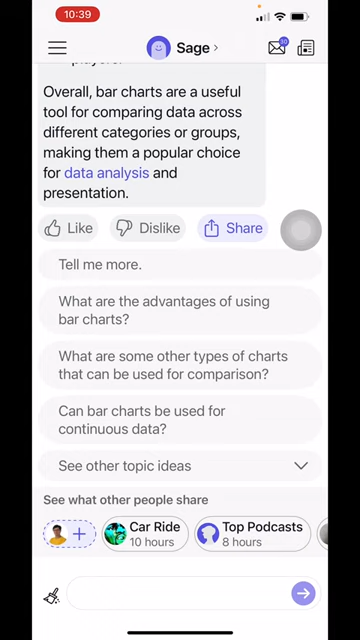 10:39
Sage
30
players.
Overall, bar charts are a useful
tool for comparing data across
different categories or groups,
making them a popular choice
for data analysis and
presentation.
Like
Dislike
Share
Tell me more.
What are the advantages of using
bar charts?
What are some other types of charts
that can be used for comparison?
Can bar charts be used for
continuous data?
See other topic ideas
See what other people share
Car Ride
10 hours
Top Podcasts
8 hours